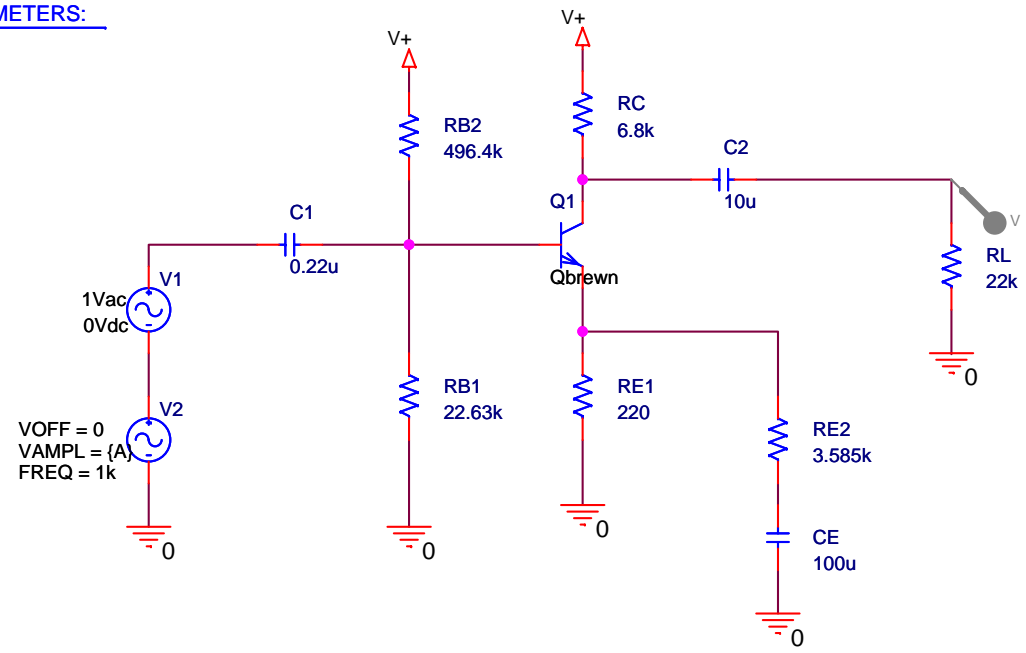 METERS:
V+
V+
RB2
496.4k
RC
6.8k
C2
10u
Q1
Qbrewn
C1
0.22u
V
RL
22k
0
V1
1Vac
0Vdc
V2
VOFF = 0
VAMPL = {A}
FREQ = 1k
0
RB1
22.63k
0
RE1
220
0
RE2
3.585k
CE
100u
0